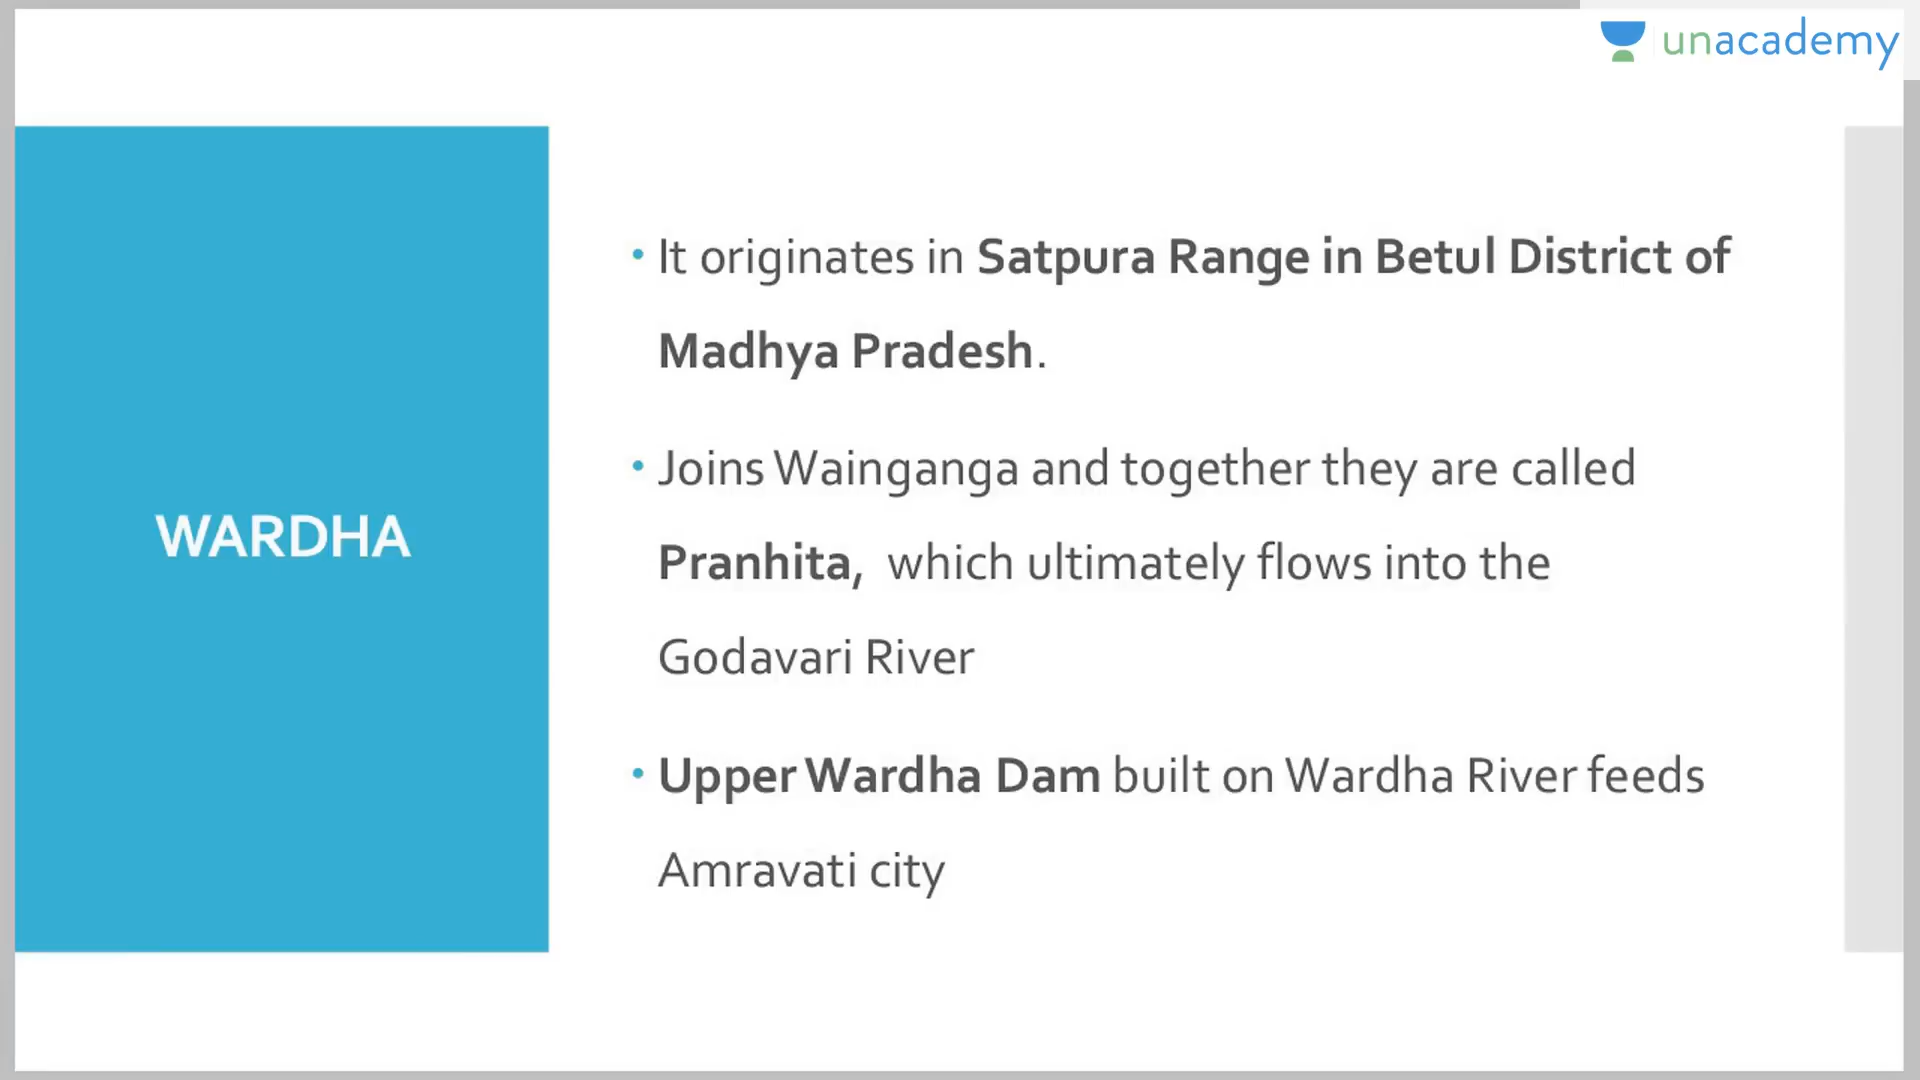 unacademy
WARDHA
• It originates in Satpura Range in Betul District of
Madhya Pradesh.
• Joins Wainganga and together they are called
Pranhita, which ultimately flows into the
Godavari River
• Upper Wardha Dam built on Wardha River feeds
Amravati city